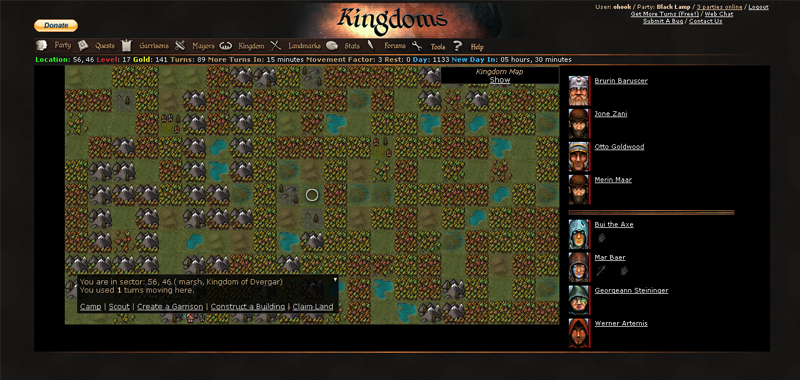 Kingdoms
Donate
User: ehook / Party: Black Lamp / 3 parties online / Logout
Get More Turns (Free!) / Web Chat
Submit A Bug / Contact Us
Party Quests Garrisons Mayors Kingdom Landmarks Stats Forums Tools Help
Location: 56, 46 Level: 17 Gold: 141 Turns: 89 More Turns In: 15 minutes Movement Factor: 3 Rest: 0 Day: 1133 New Day In: 05 hours, 30 minutes
Kingdom Map
Show
Brurin Baruscer
Jone Zani
Otto Goldwood
Merin Maar
Bui the Axe
Mar Baer
Georgeann Steininger
Werner Artemis
You are in sector: 56, 46 ( marsh, Kingdom of Dvergar)
You used 1 turns moving here.
Camp | Scout | Create a Garrison | Construct a Building | Claim Land